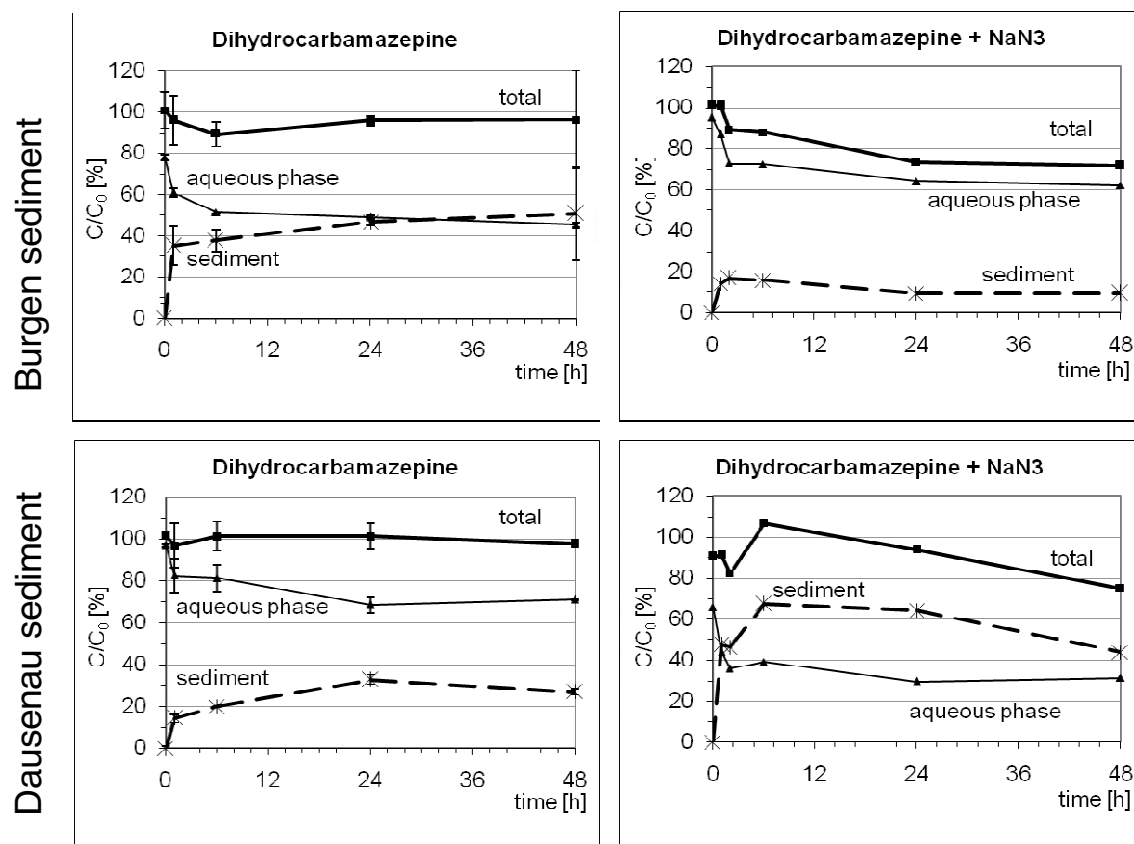 Burgen sediment
Dihydrocarbamazepine
120
100
80
60
40
20
0
C/C0 [%]
total
aqueous phase
sediment
0 12 24 36 48
time [h]
Dihydrocarbamazepine + NaN3
120
100
80
60
40
20
0
C/C0 [%]
total
aqueous phase
sediment
0 12 24 36 48
time [h]
Dausenau sediment
Dihydrocarbamazepine
120
100
80
60
40
20
0
C/C0 [%]
total
aqueous phase
sediment
0 12 24 36 48
time [h]
Dihydrocarbamazepine + NaN3
120
100
80
60
40
20
0
C/C0 [%]
total
sediment
aqueous phase
0 12 24 36 48
time [h]